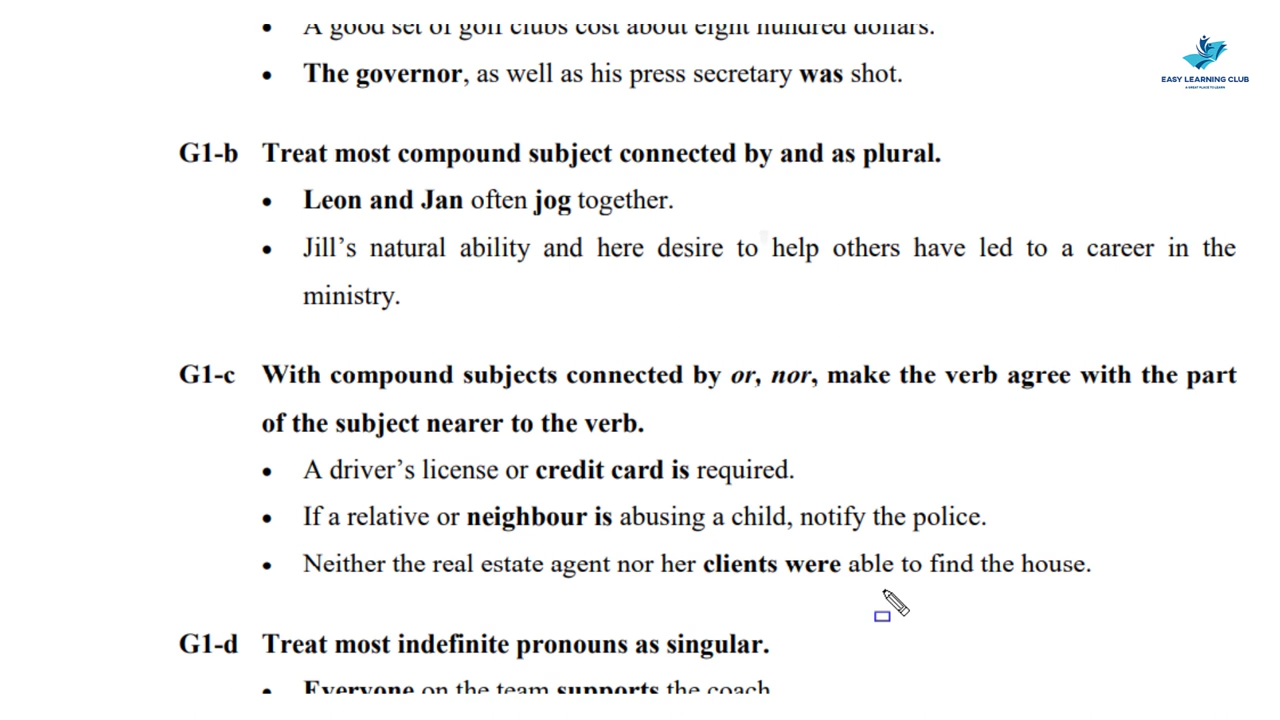 • A good set of golf clubs cost about eight hundred dollars.
• The governor, as well as his press secretary was shot.
EASY LEARNING CLUB
A GREAT PLACE TO LEARN
G1-b Treat most compound subject connected by and as plural.
• Leon and Jan often jog together.
• Jill's natural ability and here desire to help others have led to a career in the
ministry.
G1-c With compound subjects connected by or, nor, make the verb agree with the part
of the subject nearer to the verb.
• A driver's license or credit card is required.
• If a relative or neighbour is abusing a child, notify the police.
• Neither the real estate agent nor her clients were able to find the house.
G1-d Treat most indefinite pronouns as singular.
• Everyone on the team supports the coach